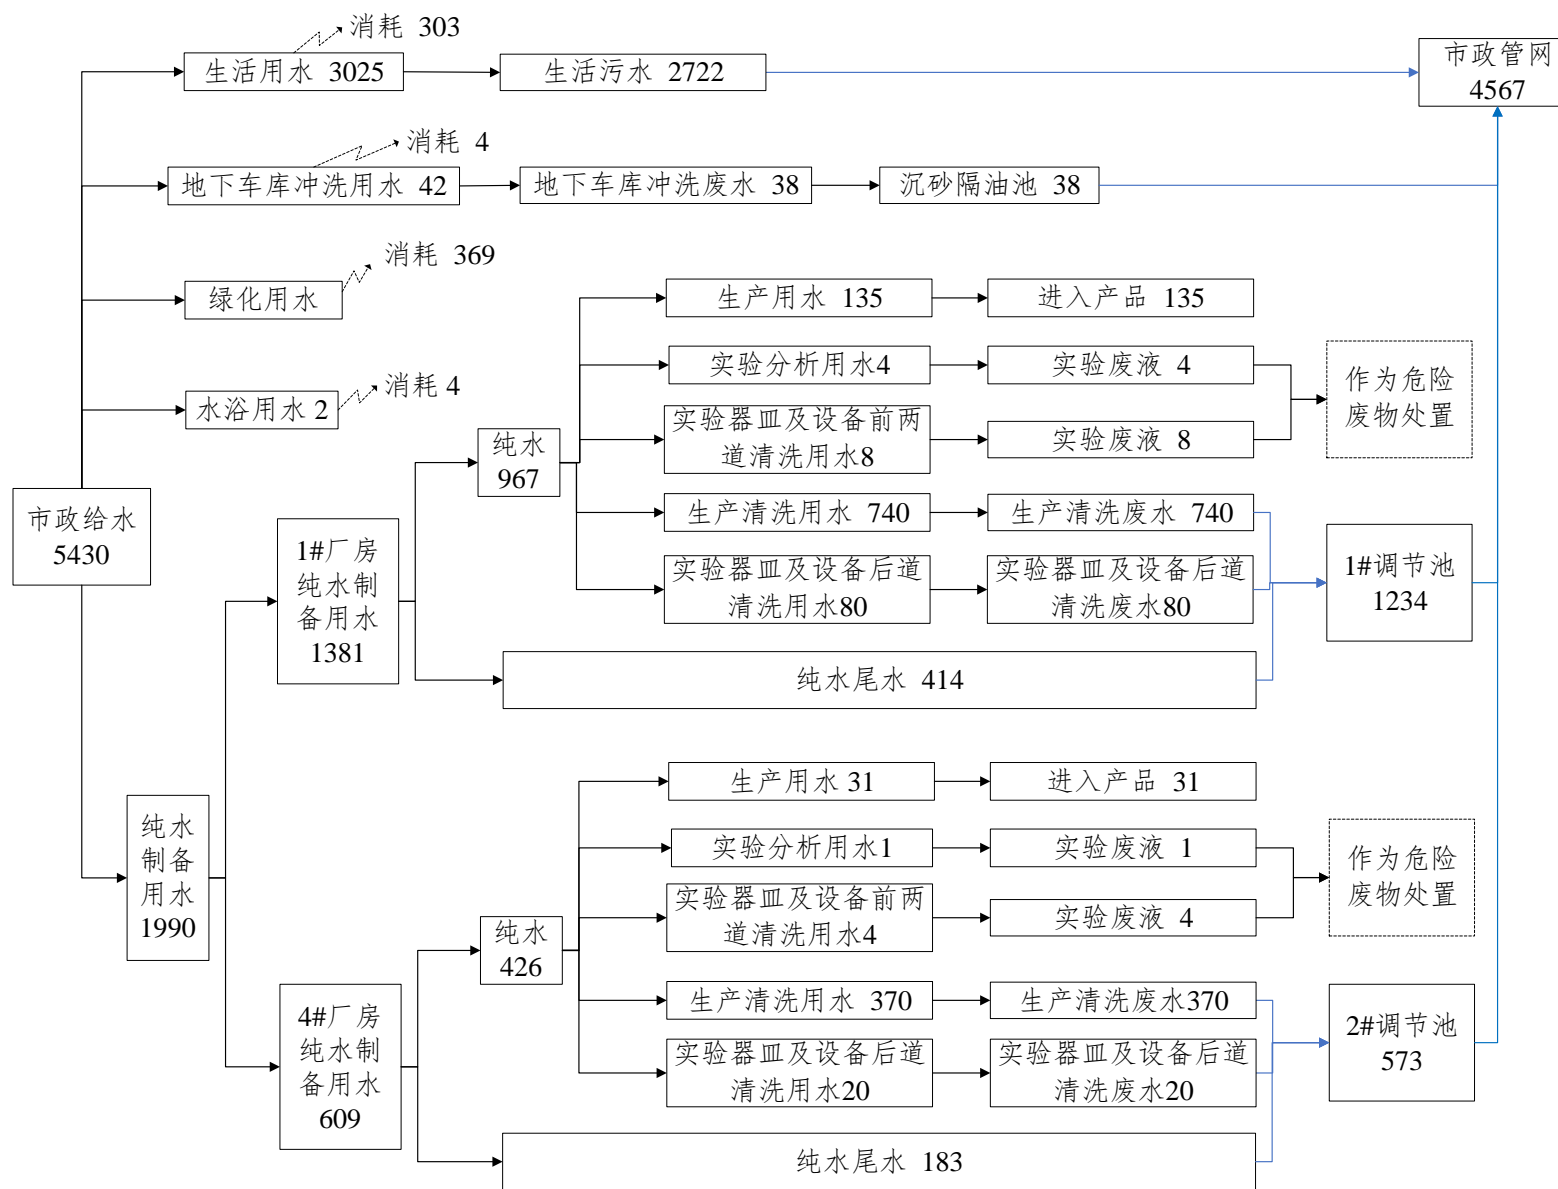 消耗 303
生活用水 3025
生活污水 2722
市政管网
4567
消耗 4
地下车库冲洗用水 42
地下车库冲洗废水 38
沉砂隔油池 38
消耗 369
绿化用水
消耗 4
水浴用水 2
市政给水
5430
纯水
制备
用水
1990
1#厂房
纯水制
备用水
1381
纯水
967
生产用水 135
进入产品 135
实验分析用水4
实验废液 4
实验器皿及设备前两
道清洗用水8
实验废液 8
作为危险
废物处置
生产清洗用水 740
生产清洗废水 740
实验器皿及设备后道
清洗用水80
实验器皿及设备后道
清洗废水80
1#调节池
1234
纯水尾水 414
4#厂房
纯水制
备用水
609
纯水
426
生产用水 31
进入产品 31
实验分析用水1
实验废液 1
实验器皿及设备前两
道清洗用水4
实验废液 4
作为危险
废物处置
生产清洗用水 370
生产清洗废水370
实验器皿及设备后道
清洗用水20
实验器皿及设备后道
清洗废水20
2#调节池
573
纯水尾水 183